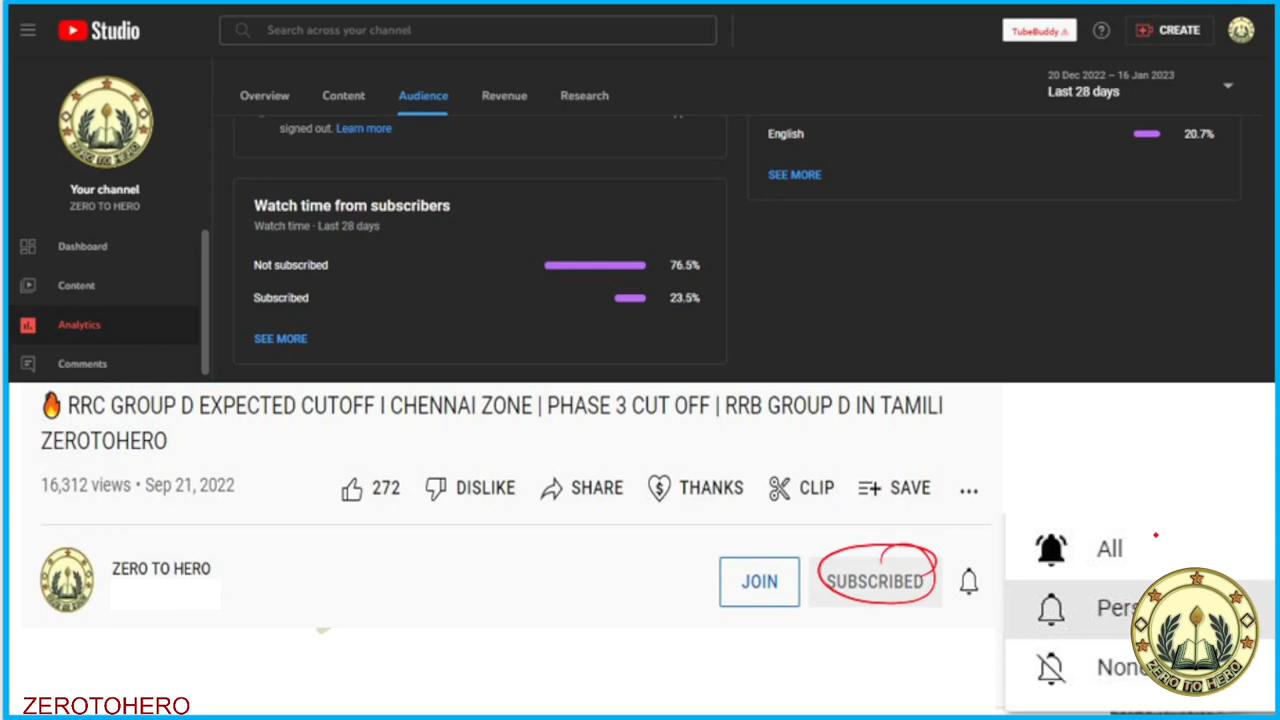 Studio
Search across your channel
TubeBuddy
CREATE
Your channel
ZERO TO HERO
Dashboard
Content
Analytics
Comments
Overview Content Audience Revenue Research
20 Dec 2022 – 16 Jan 2023
Last 28 days
signed out. Learn more
English 20.7%
SEE MORE
Watch time from subscribers
Watch time · Last 28 days
Not subscribed 76.5%
Subscribed 23.5%
SEE MORE
RRC GROUP D EXPECTED CUTOFF I CHENNAI ZONE | PHASE 3 CUT OFF | RRB GROUP D IN TAMILI
ZEROTOHERO
16,312 views • Sep 21, 2022
272 DISLIKE SHARE THANKS CLIP SAVE ...
ZERO TO HERO
JOIN SUBSCRIBED
All
Pers
None
ZERO TO HERO
ZEROTOHERO